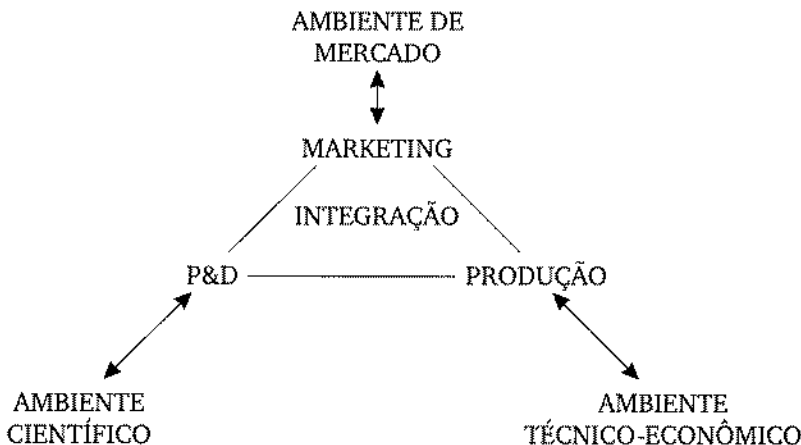 AMBIENTE DE
MERCADO
MARKETING
INTEGRAÇÃO
P&D
PRODUÇÃO
AMBIENTE
CIENTÍFICO
AMBIENTE
TÉCNICO-ECONÔMICO